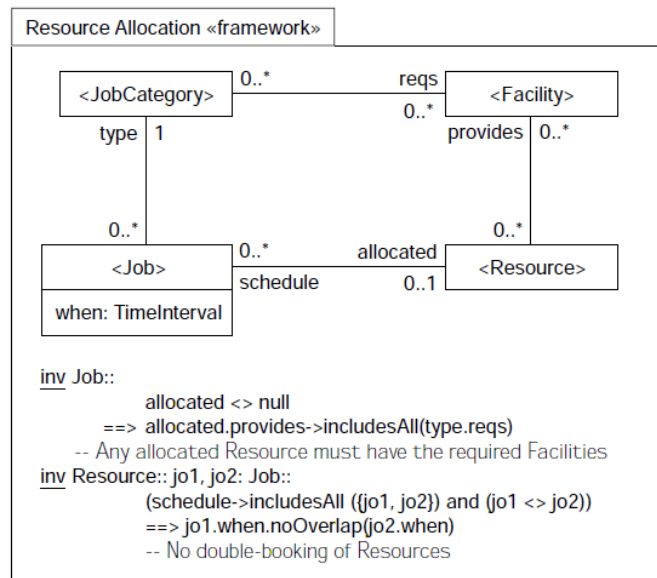 Resource Allocation «framework»
0..* reqs
<JobCategory> <Facility>
0..*
type 1 provides 0..*
0..* 0..*
0..* allocated
<Job> <Resource>
schedule 0..1
when: TimeInterval
inv Job::
allocated <> null
==> allocated.provides->includesAll(type.reqs)
-- Any allocated Resource must have the required Facilities
inv Resource:: jo1, jo2: Job::
(schedule->includesAll ({jo1, jo2}) and (jo1 <> jo2))
==> jo1.when.noOverlap(jo2.when)
-- No double-booking of Resources